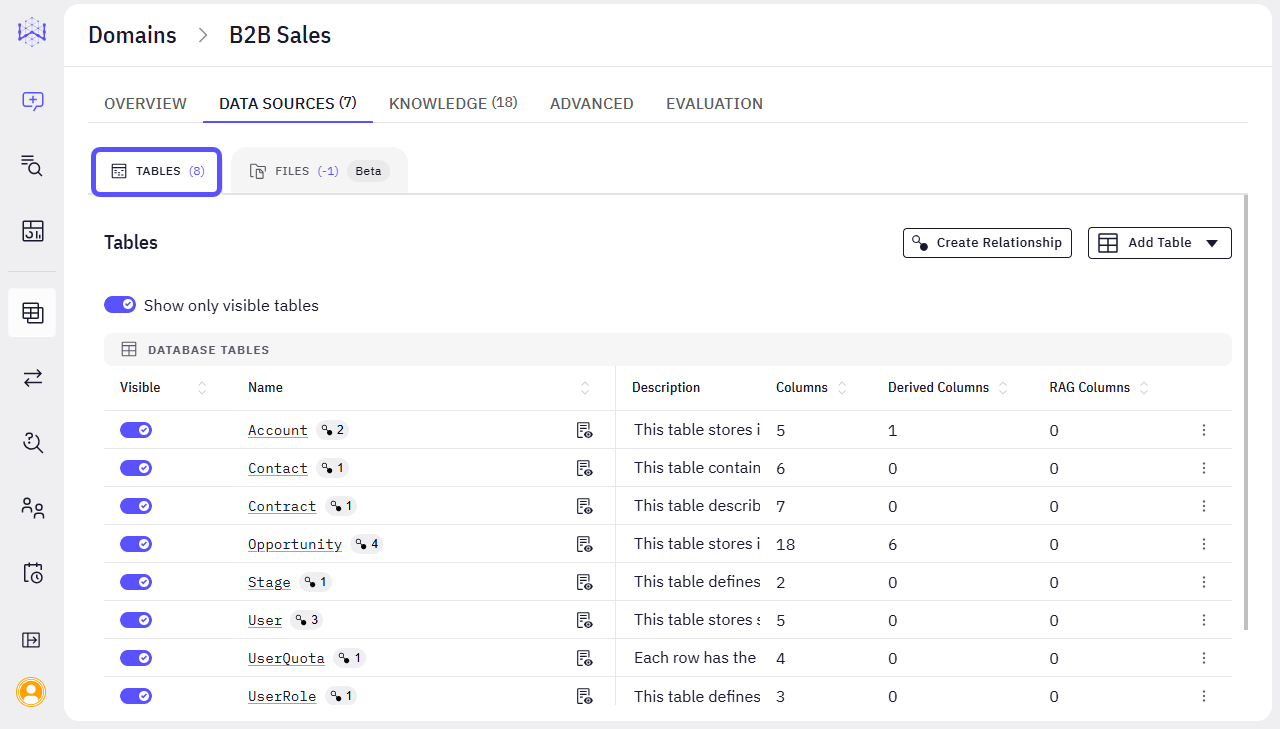 Domains > B2B Sales
OVERVIEW DATA SOURCES (7) KNOWLEDGE (18) ADVANCED EVALUATION
TABLES (8) FILES (-1) Beta
Tables Create Relationship Add Table
Show only visible tables
DATABASE TABLES
Visible Name Description Columns Derived Columns RAG Columns
Account 2 This table stores i 5 1 0
Contact 1 This table contain 6 0 0
Contract 1 This table describ 7 0 0
Opportunity 4 This table stores i 18 6 0
Stage 1 This table defines 2 0 0
User 3 This table stores s 5 0 0
UserQuota 1 Each row has the 4 0 0
UserRole 1 This table defines 3 0 0